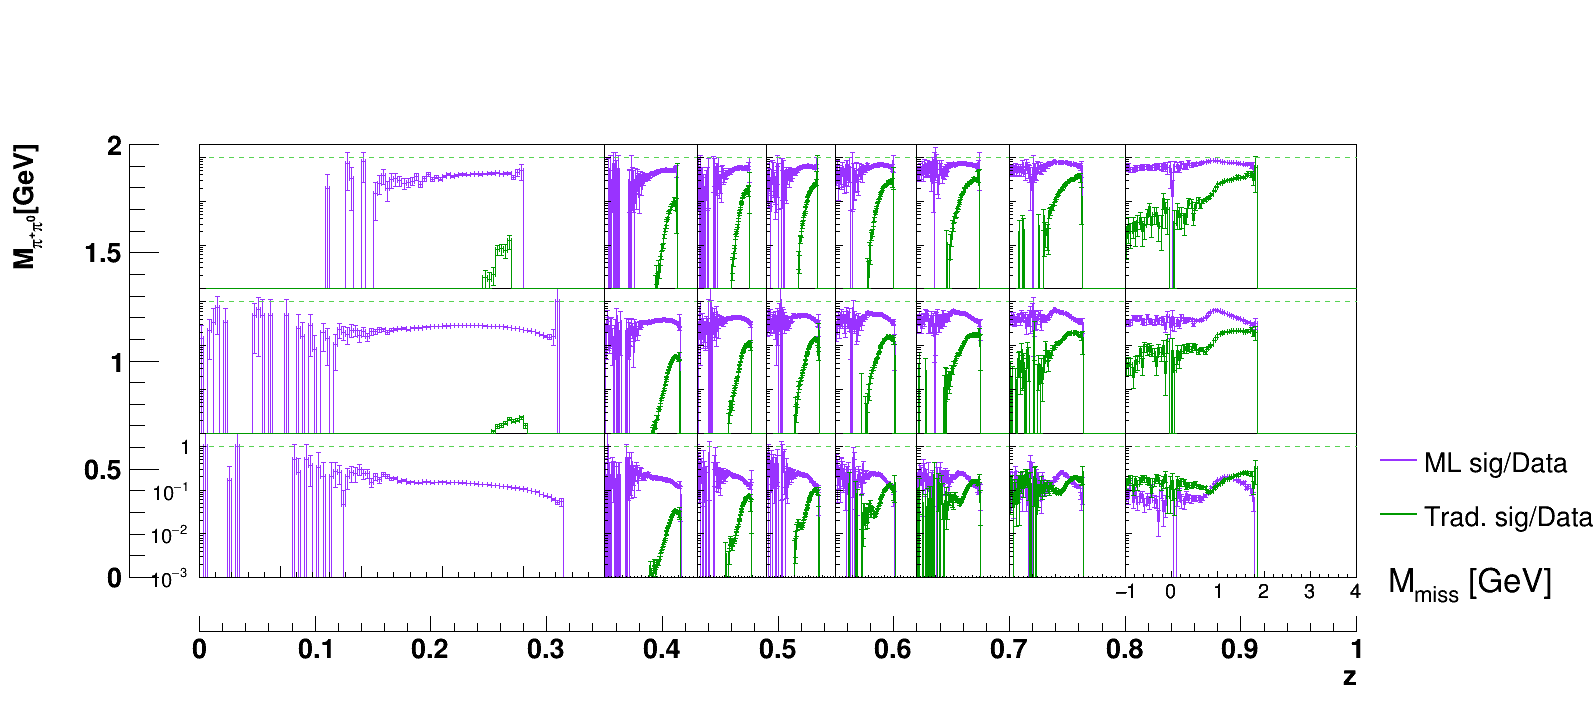 M_{π⁺π⁰}[GeV]
2
1.5
1
0.5
0
1
10⁻¹
10⁻²
10⁻³
ML sig/Data
Trad. sig/Data
−1 0 1 2 3 4
M_{miss} [GeV]
0 0.1 0.2 0.3 0.4 0.5 0.6 0.7 0.8 0.9 1
z